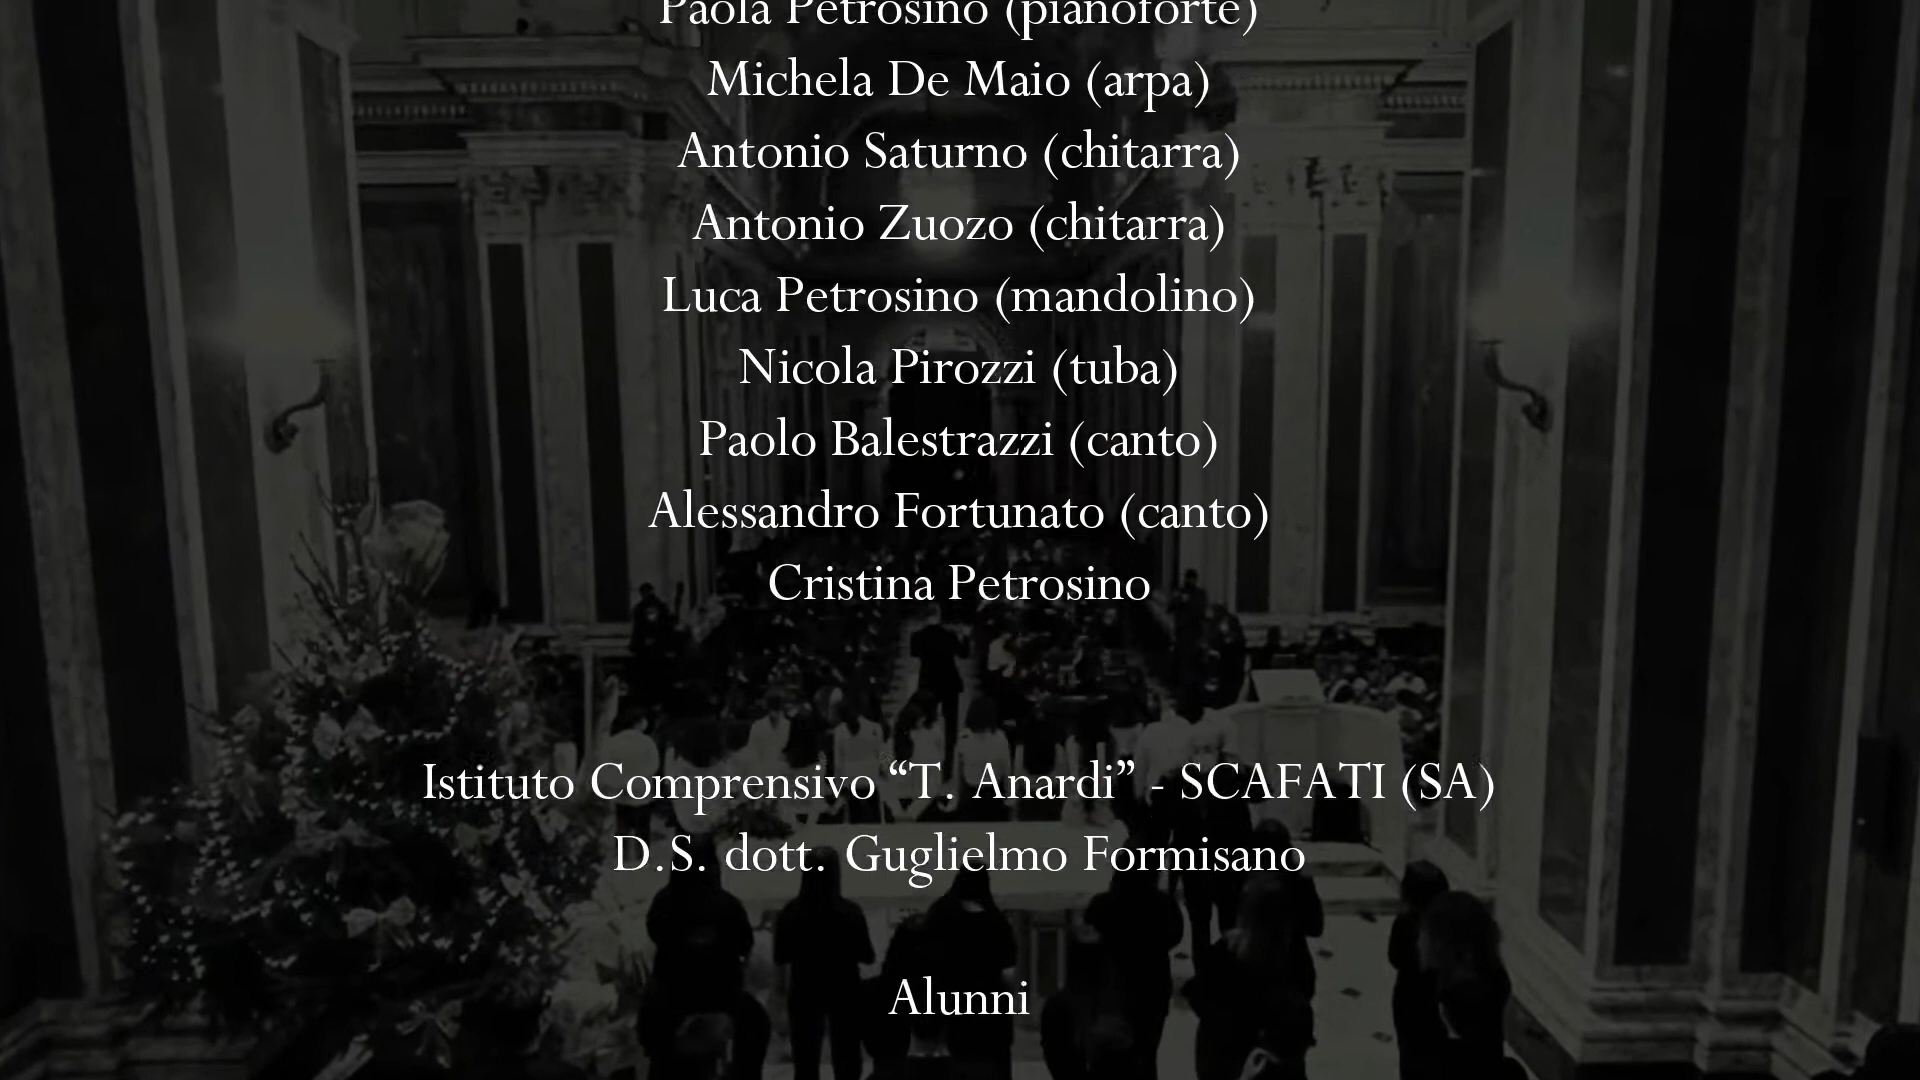 Paola Petrosino (pianoforte)
Michela De Maio (arpa)
Antonio Saturno (chitarra)
Antonio Zuozo (chitarra)
Luca Petrosino (mandolino)
Nicola Pirozzi (tuba)
Paolo Balestrazzi (canto)
Alessandro Fortunato (canto)
Cristina Petrosino
Istituto Comprensivo “T. Anardi” - SCAFATI (SA)
D.S. dott. Guglielmo Formisano
Alunni